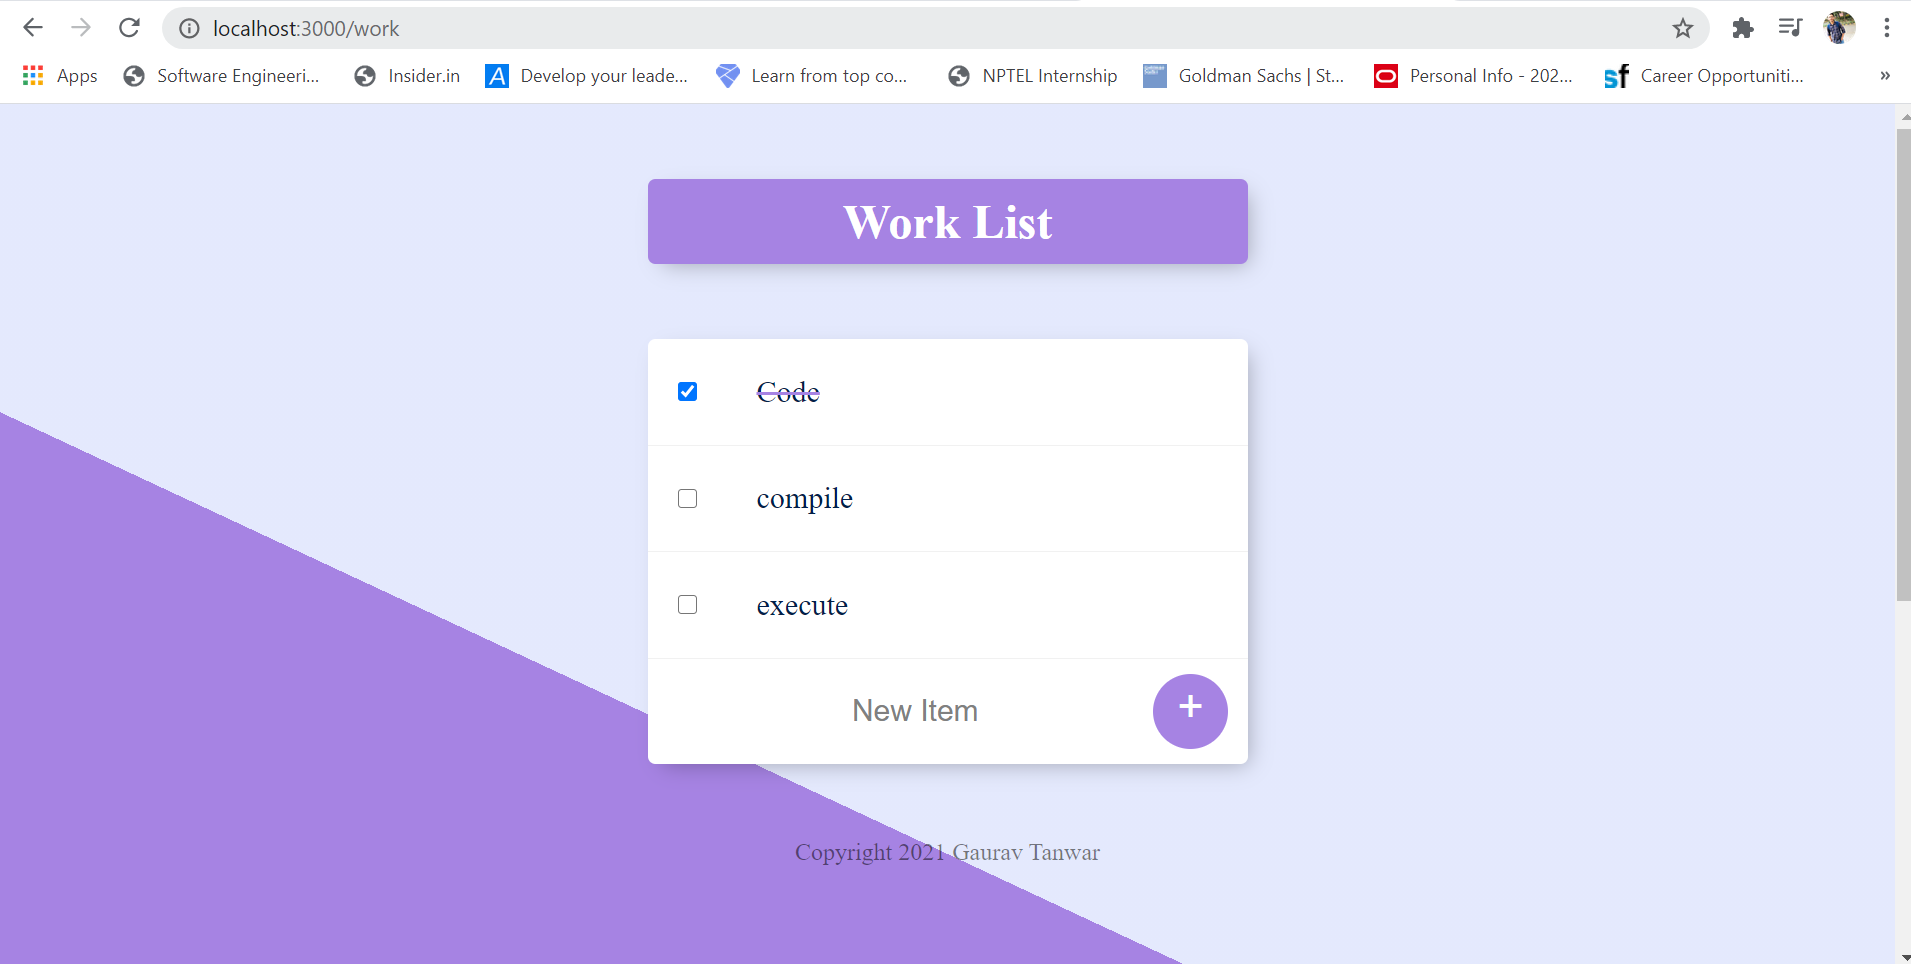 localhost:3000/work
Apps Software Engineeri... Insider.in Develop your leade... Learn from top co... NPTEL Internship Goldman Sachs | St... Personal Info - 202... Career Opportuniti... »
Work List
Code
compile
execute
New Item +
Copyright 2021 Gaurav Tanwar